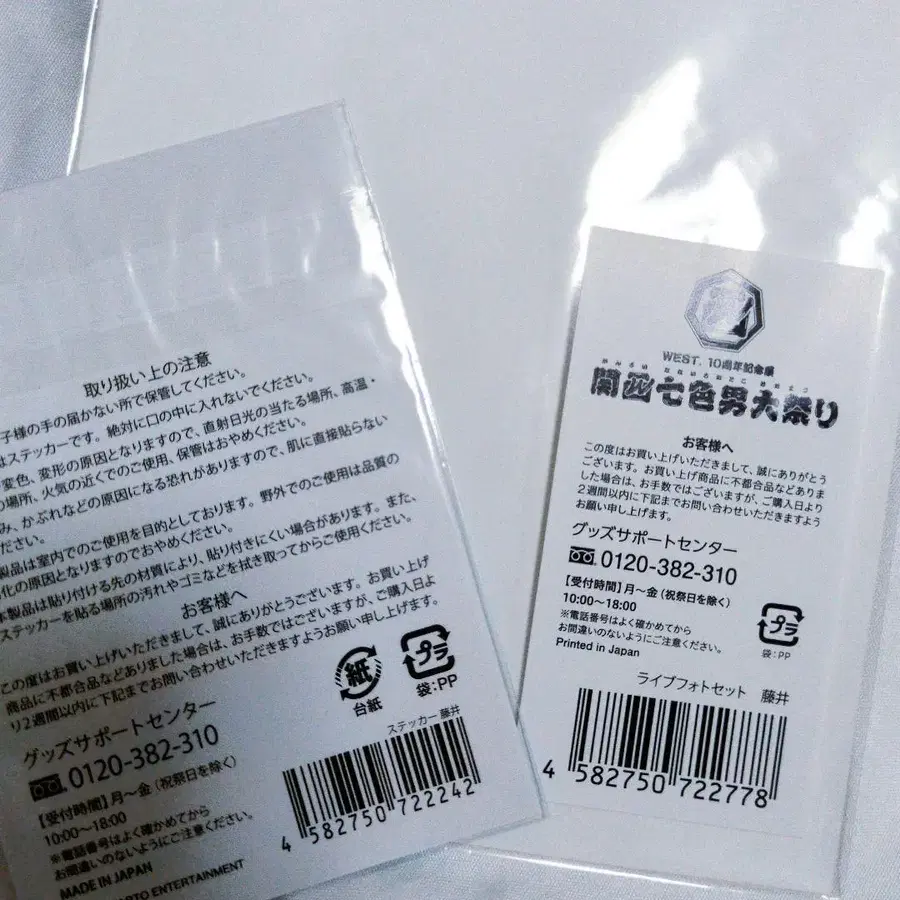 取り扱い上の注意
子様の手の届かない所で保管してください。
はステッカーです。絶対に口の中に入れないでください。
変色、変形の原因となりますので、直射日光の当たる場所、高温・
の場所、火気の近くでのご使用、保管はおやめください。
み、かぶれなどの原因になる恐れがありますので、肌に直接貼らない
ださい。
製品は室内でのご使用を目的としております。野外でのご使用は品質の
化の原因となりますのでおやめください。
製品は貼り付ける先の材質により、貼り付きにくい場合があります。また、
ステッカーを貼る場所の汚れやゴミなどを拭き取ってからご使用ください。
お客様へ
この度はお買い上げいただきまして、誠にありがとうございます。お買い上げ
商品に不都合品などありました場合は、お手数ではございますが、ご購入日よ
り2週間以内に下記までお問い合わせいただきますようお願い申し上げます。
グッズサポートセンター
0120-382-310
【受付時間】月〜金(祝祭日を除く)
10:00〜18:00
※電話番号はよく確かめてから
お間違いのないようにご注意ください。
MADE IN JAPAN
RTO ENTERTAINMENT
紙
台紙
プラ
袋:PP
ステッカー 藤井
4 582750 722242
WEST. 10周年記念展
関西七色男大祭り
お客様へ
この度はお買い上げいただきまして、誠にありがとう
ございます。お買い上げ商品に不都合品などありま
した場合は、お手数ではございますが、ご購入日より
2週間以内に下記までお問い合わせいただきますよう
お願い申し上げます。
グッズサポートセンター
0120-382-310
【受付時間】月〜金(祝祭日を除く)
10:00〜18:00
※電話番号はよく確かめてから
お間違いのないようにご注意ください。
Printed in Japan
プラ
袋:PP
ライブフォトセット 藤井
4 582750 722778